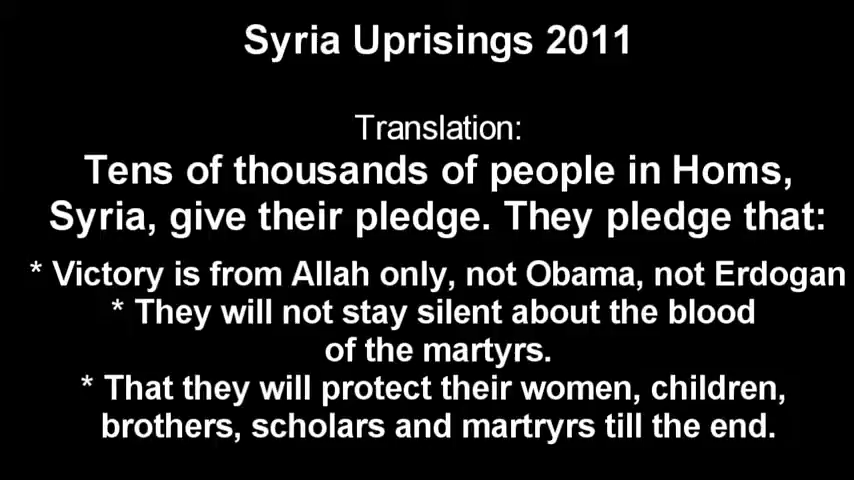 Syria Uprisings 2011
Translation:
Tens of thousands of people in Homs,
Syria, give their pledge. They pledge that:
* Victory is from Allah only, not Obama, not Erdogan
* They will not stay silent about the blood
of the martyrs.
* That they will protect their women, children,
brothers, scholars and martryrs till the end.